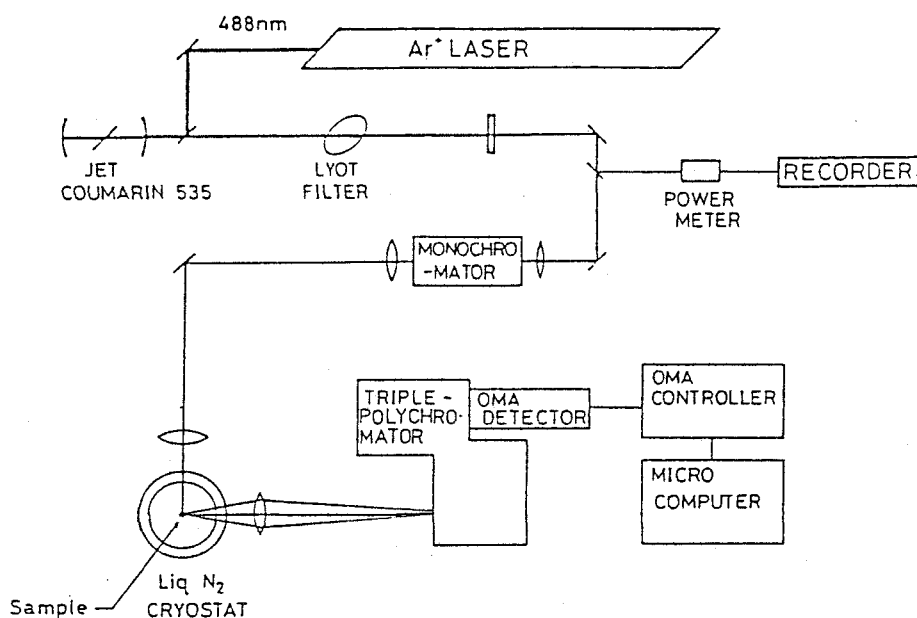 488nm
Ar+ LASER
JET
COUMARIN 535
LYOT
FILTER
POWER
METER
RECORDER
MONOCHRO
-MATOR
TRIPLE-
POLYCHRO-
MATOR
OMA
DETECTOR
OMA
CONTROLLER
MICRO
COMPUTER
Sample
Liq N2
CRYOSTAT